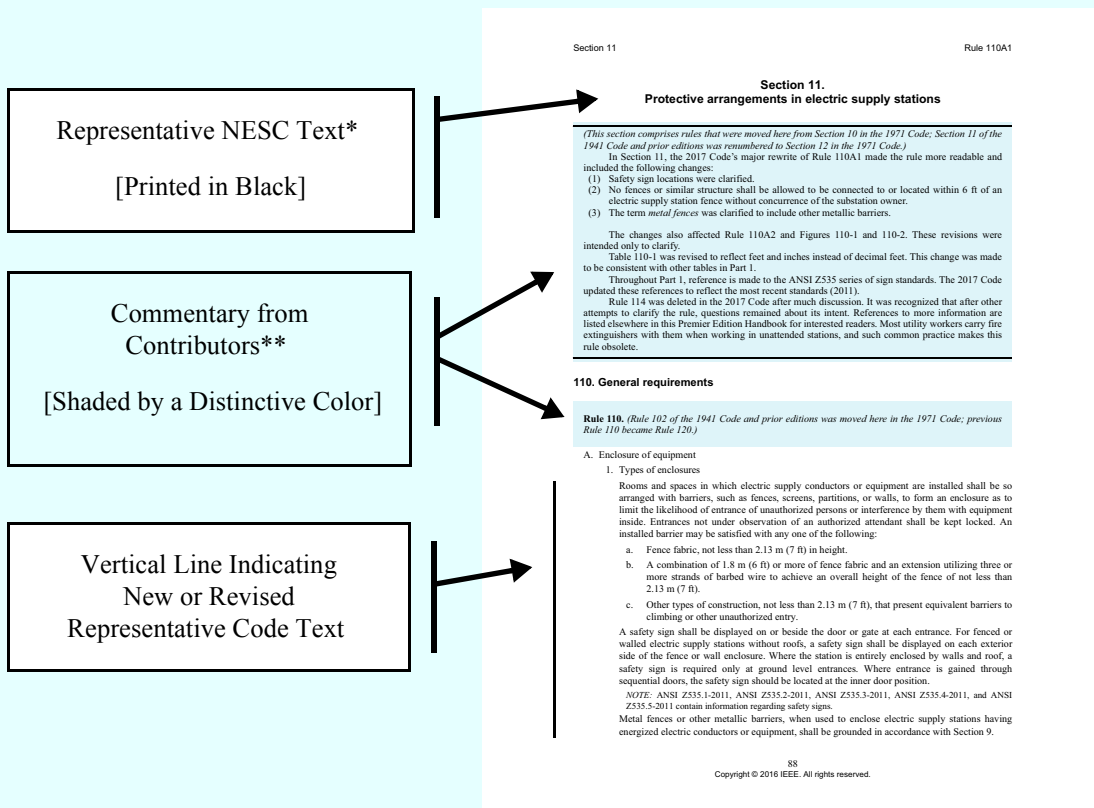 Representative NESC Text*
[Printed in Black]
Commentary from
Contributors**
[Shaded by a Distinctive Color]
Vertical Line Indicating
New or Revised
Representative Code Text
Section 11
Rule 110A1
Section 11.
Protective arrangements in electric supply stations
(This section comprises rules that were moved here from Section 10 in the 1971 Code; Section 11 of the
1941 Code and prior editions was renumbered to Section 12 in the 1971 Code.)
In Section 11, the 2017 Code's major rewrite of Rule 110A1 made the rule more readable and
included the following changes:
(1) Safety sign locations were clarified.
(2) No fences or similar structure shall be allowed to be connected to or located within 6 ft of an
electric supply station fence without concurrence of the substation owner.
(3) The term metal fences was clarified to include other metallic barriers.
The changes also affected Rule 110A2 and Figures 110-1 and 110-2. These revisions were
intended only to clarify.
Table 110-1 was revised to reflect feet and inches instead of decimal feet. This change was made
to be consistent with other tables in Part 1.
Throughout Part 1, reference is made to the ANSI Z535 series of sign standards. The 2017 Code
updated these references to reflect the most recent standards (2011).
Rule 114 was deleted in the 2017 Code after much discussion. It was recognized that after other
attempts to clarify the rule, questions remained about its intent. References to more information are
listed elsewhere in this Premier Edition Handbook for interested readers. Most utility workers carry fire
extinguishers with them when working in unattended stations, and such common practice makes this
rule obsolete.
110. General requirements
Rule 110. (Rule 102 of the 1941 Code and prior editions was moved here in the 1971 Code; previous
Rule 110 became Rule 120.)
A. Enclosure of equipment
1. Types of enclosures
Rooms and spaces in which electric supply conductors or equipment are installed shall be so
arranged with barriers, such as fences, screens, partitions, or walls, to form an enclosure as to
limit the likelihood of entrance of unauthorized persons or interference by them with equipment
inside. Entrances not under observation of an authorized attendant shall be kept locked. An
installed barrier may be satisfied with any one of the following:
a. Fence fabric, not less than 2.13 m (7 ft) in height.
b. A combination of 1.8 m (6 ft) or more of fence fabric and an extension utilizing three or
more strands of barbed wire to achieve an overall height of the fence of not less than
2.13 m (7 ft).
c. Other types of construction, not less than 2.13 m (7 ft), that present equivalent barriers to
climbing or other unauthorized entry.
A safety sign shall be displayed on or beside the door or gate at each entrance. For fenced or
walled electric supply stations without roofs, a safety sign shall be displayed on each exterior
side of the fence or wall enclosure. Where the station is entirely enclosed by walls and roof, a
safety sign is required only at ground level entrances. Where entrance is gained through
sequential doors, the safety sign should be located at the inner door position.
NOTE: ANSI Z535.1-2011, ANSI Z535.2-2011, ANSI Z535.3-2011, ANSI Z535.4-2011, and ANSI
Z535.5-2011 contain information regarding safety signs.
Metal fences or other metallic barriers, when used to enclose electric supply stations having
energized electric conductors or equipment, shall be grounded in accordance with Section 9.
88
Copyright © 2016 IEEE. All rights reserved.